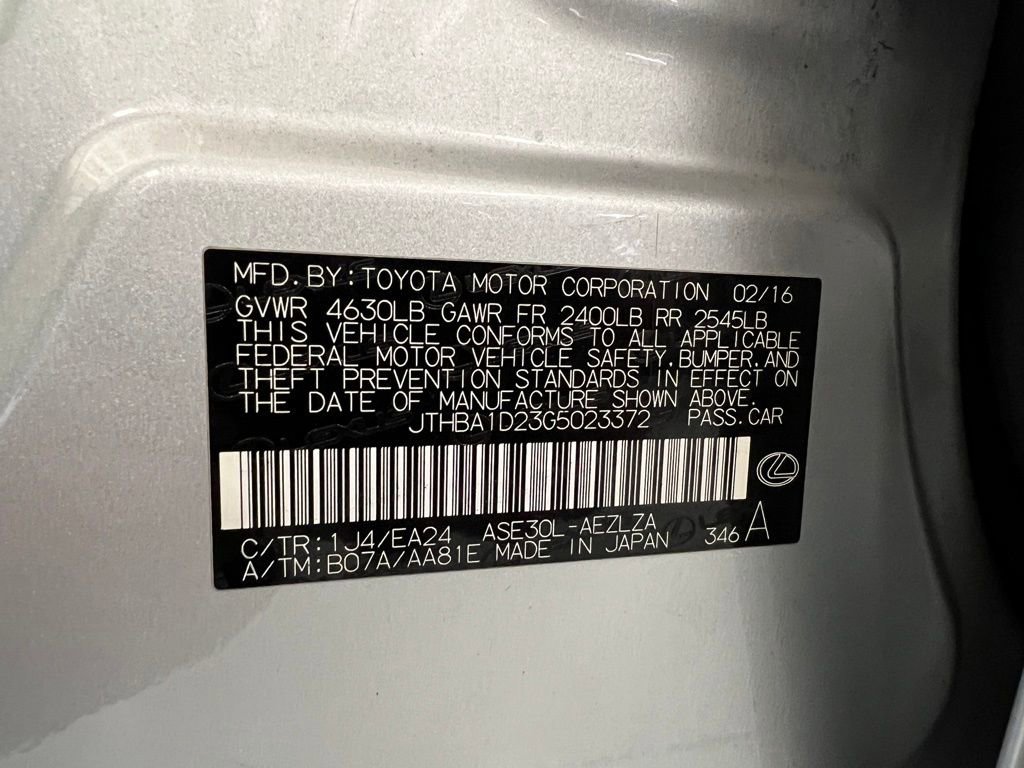 MFD. BY: TOYOTA MOTOR CORPORATION 02/16
GVWR 4630LB GAWR FR 2400LB RR 2545LB
THIS VEHICLE CONFORMS TO ALL APPLICABLE
FEDERAL MOTOR VEHICLE SAFETY, BUMPER, AND
THEFT PREVENTION STANDARDS IN EFFECT ON
THE DATE OF MANUFACTURE SHOWN ABOVE.
JTHBA1D23G5023372 PASS. CAR
C/TR: 1J4/EA24 ASE30L-AEZLZA 346 A
A/TM: B07A/AA81E MADE IN JAPAN